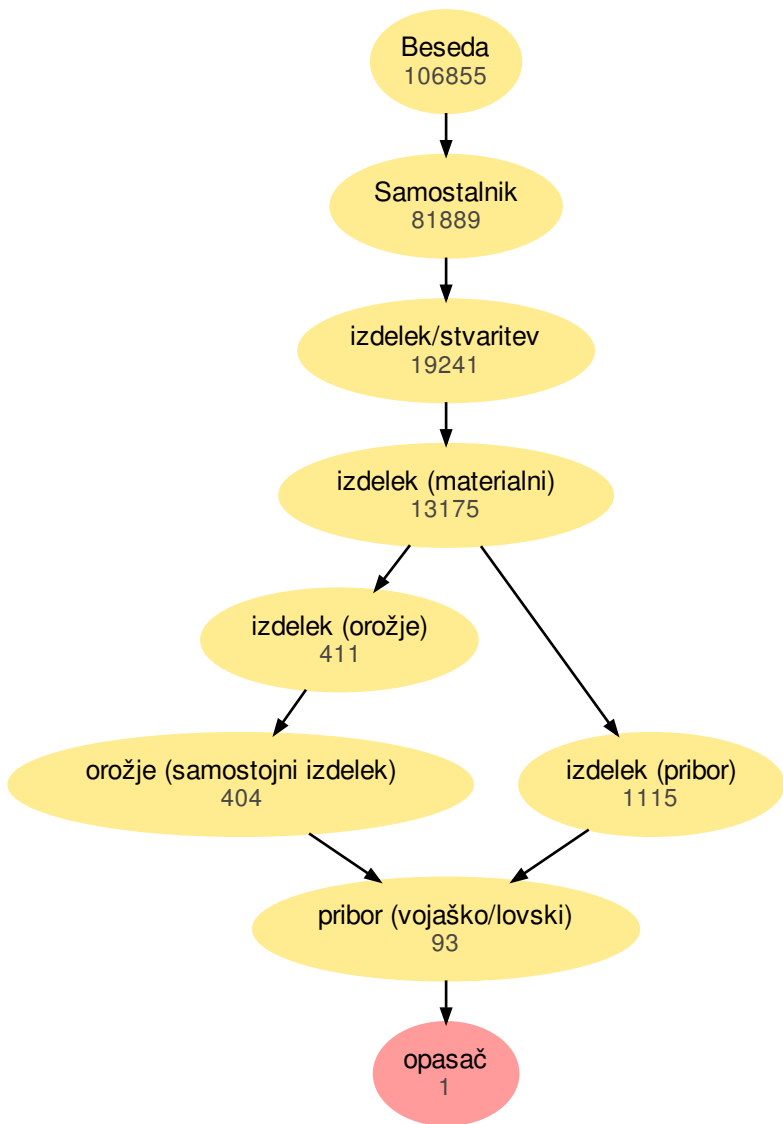 Beseda
106855
Samostalnik
81889
izdelek/stvaritev
19241
izdelek (materialni)
13175
izdelek (orožje)
411
orožje (samostojni izdelek)
404
izdelek (pribor)
1115
pribor (vojaško/lovski)
93
opasač
1